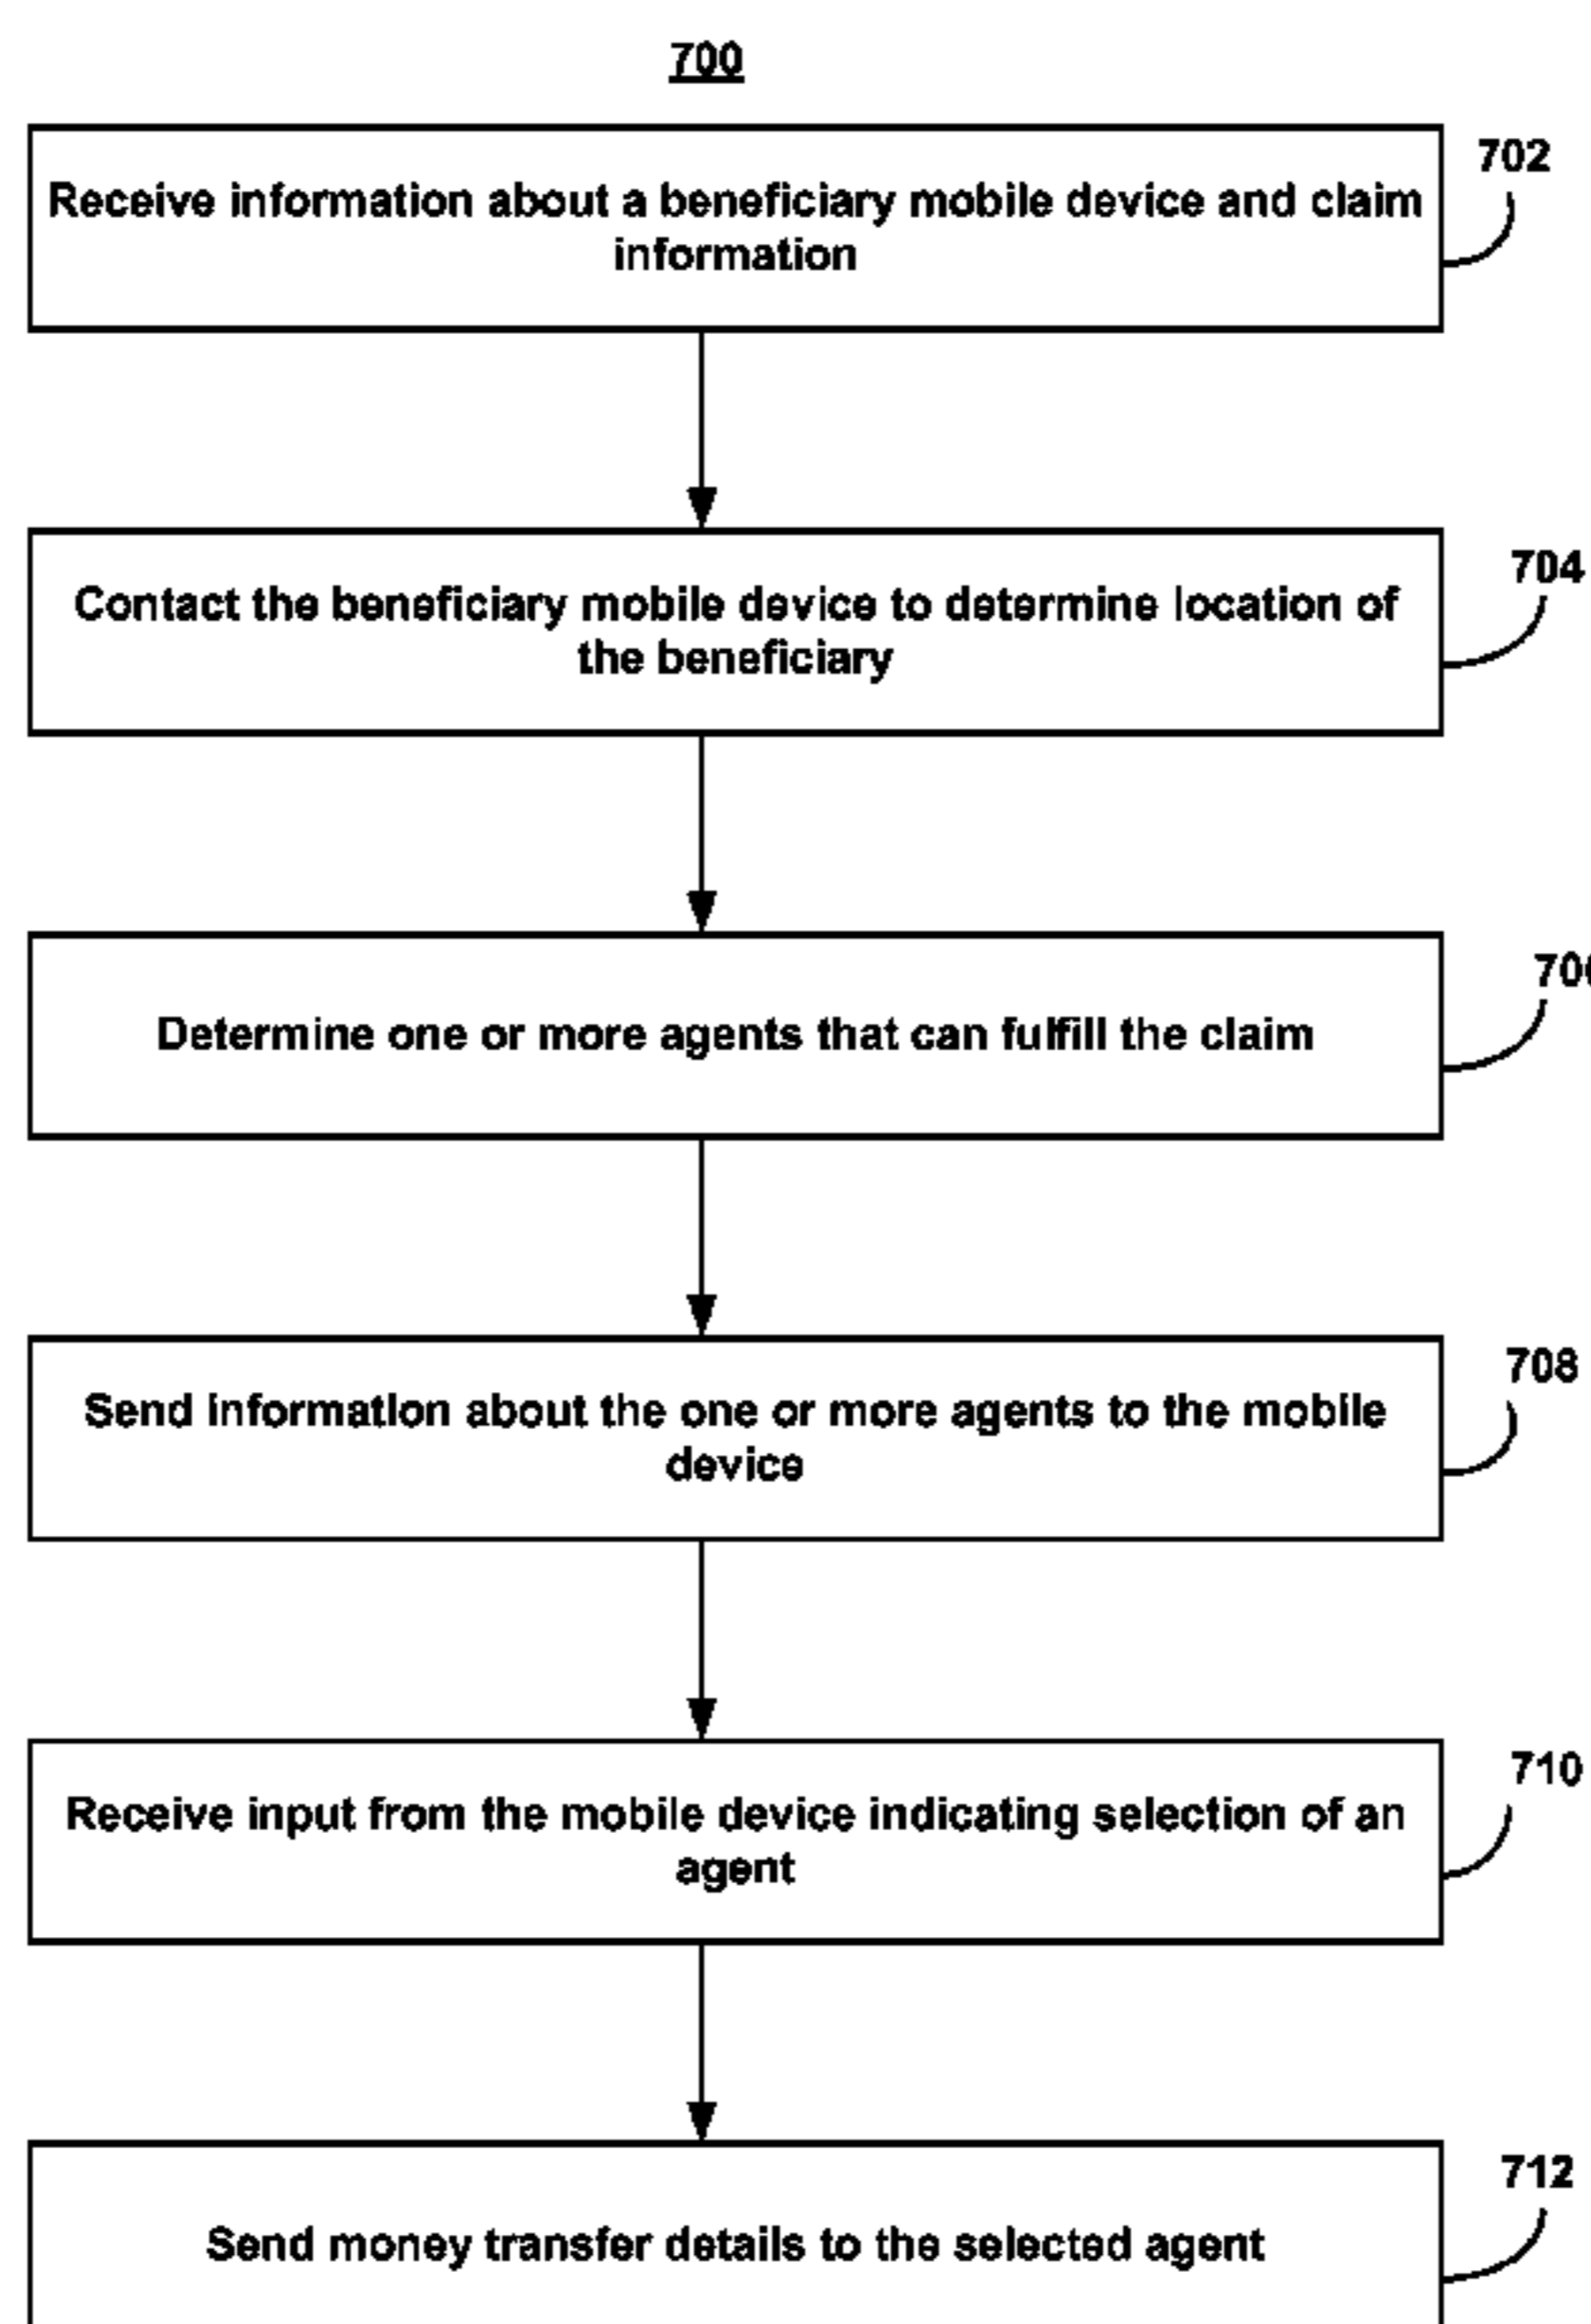 700
702
Receive information about a beneficiary mobile device and claim
information
704
Contact the beneficiary mobile device to determine location of
the beneficiary
Determine one or more agents that can fulfill the claim
708
Send information about the one or more agents to the mobile
device
710
Receive input from the mobile device indicating selection of an
agent
712
Send money transfer details to the selected agent